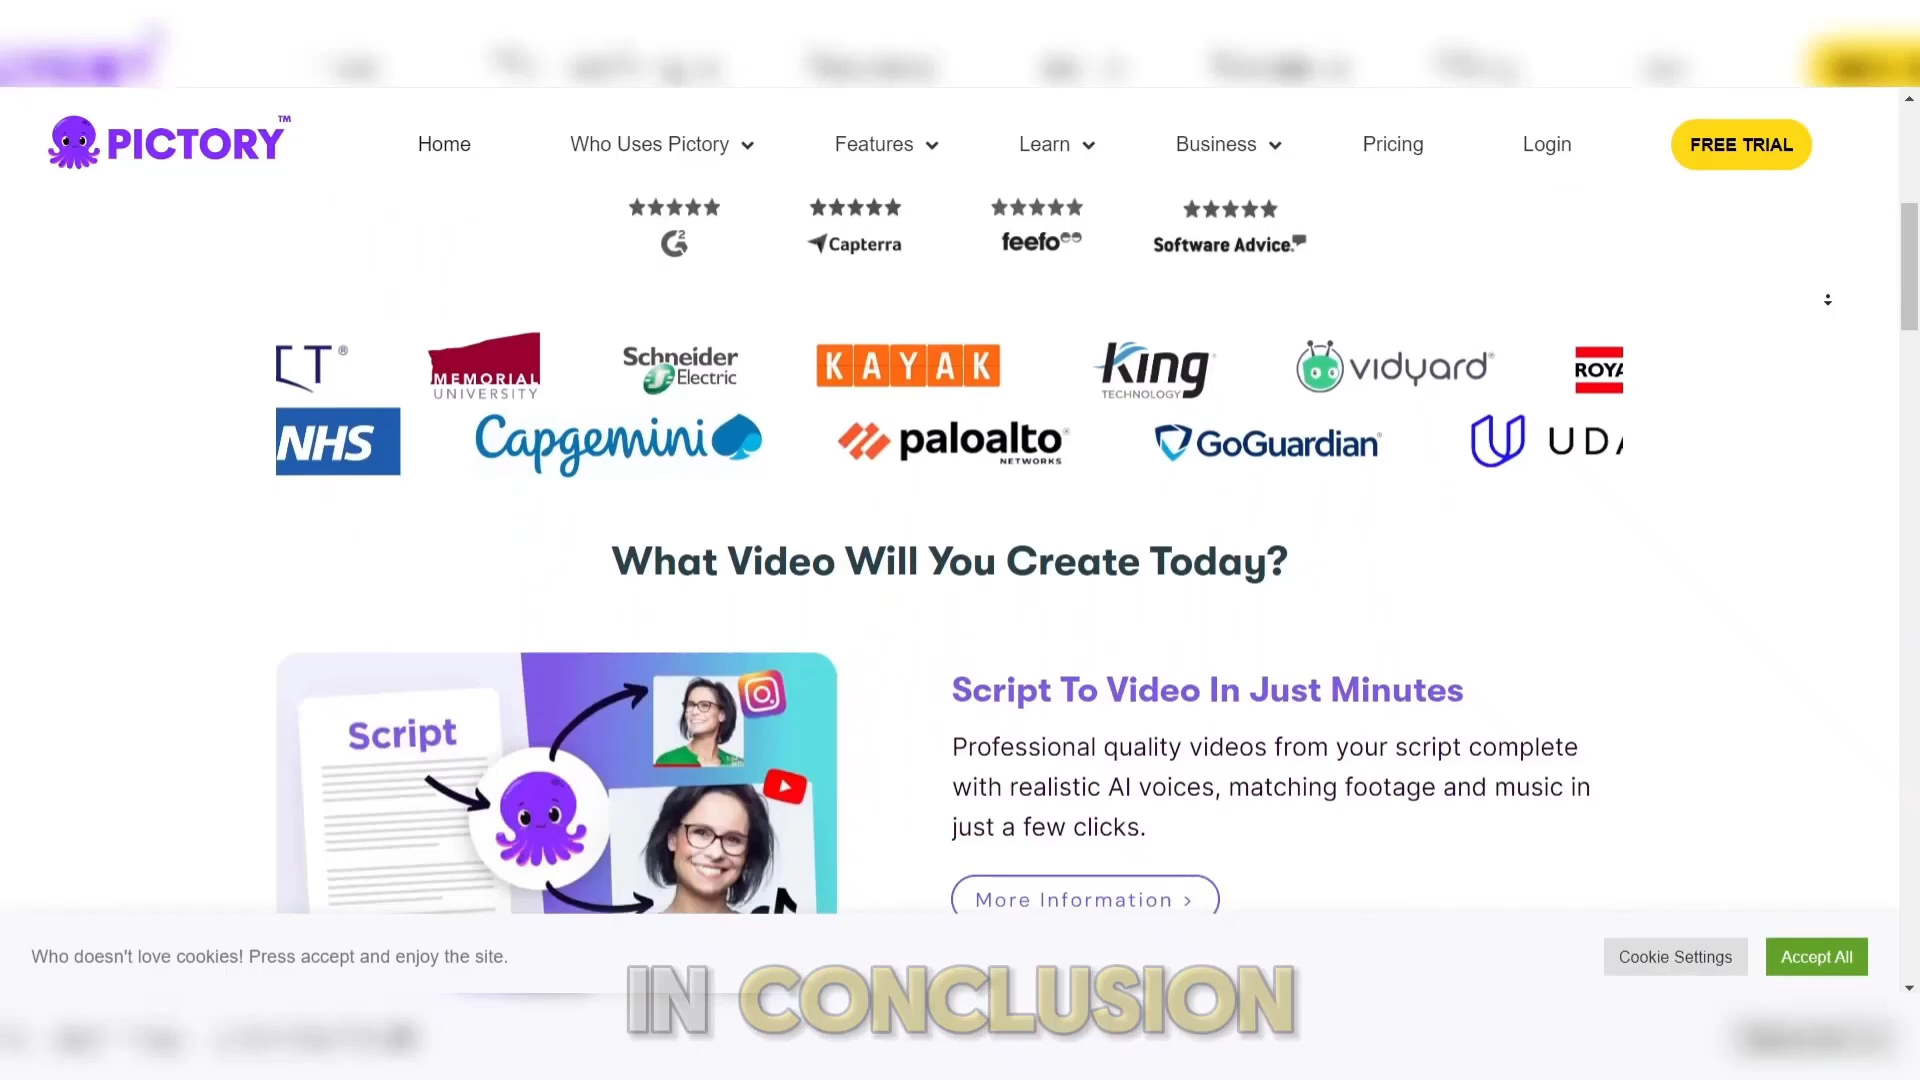 PICTORY™
Home
Who Uses Pictory
Features
Learn
Business
Pricing
Login
FREE TRIAL
G2
Capterra
feefo
Software Advice.
CT®
MEMORIAL
UNIVERSITY
Schneider
Electric
KAYAK
King
TECHNOLOGY
vidyard®
ROYA
NHS
Capgemini
paloalto®
NETWORKS
GoGuardian®
UDA
What Video Will You Create Today?
Script
Script To Video In Just Minutes
Professional quality videos from your script complete
with realistic AI voices, matching footage and music in
just a few clicks.
More Information >
Who doesn't love cookies! Press accept and enjoy the site.
Cookie Settings
Accept All
IN CONCLUSION